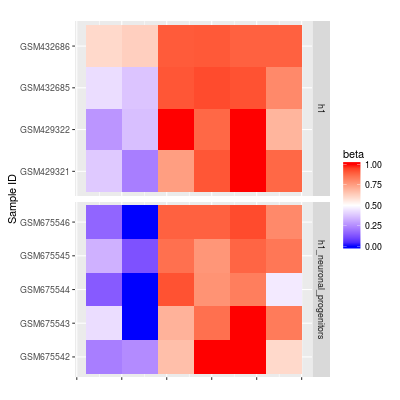 GSM432686
GSM432685
GSM429322
GSM429321
h1
GSM675546
GSM675545
GSM675544
GSM675543
GSM675542
h1_neuronal_progenitors
Sample ID
beta
1.00
0.75
0.50
0.25
0.00